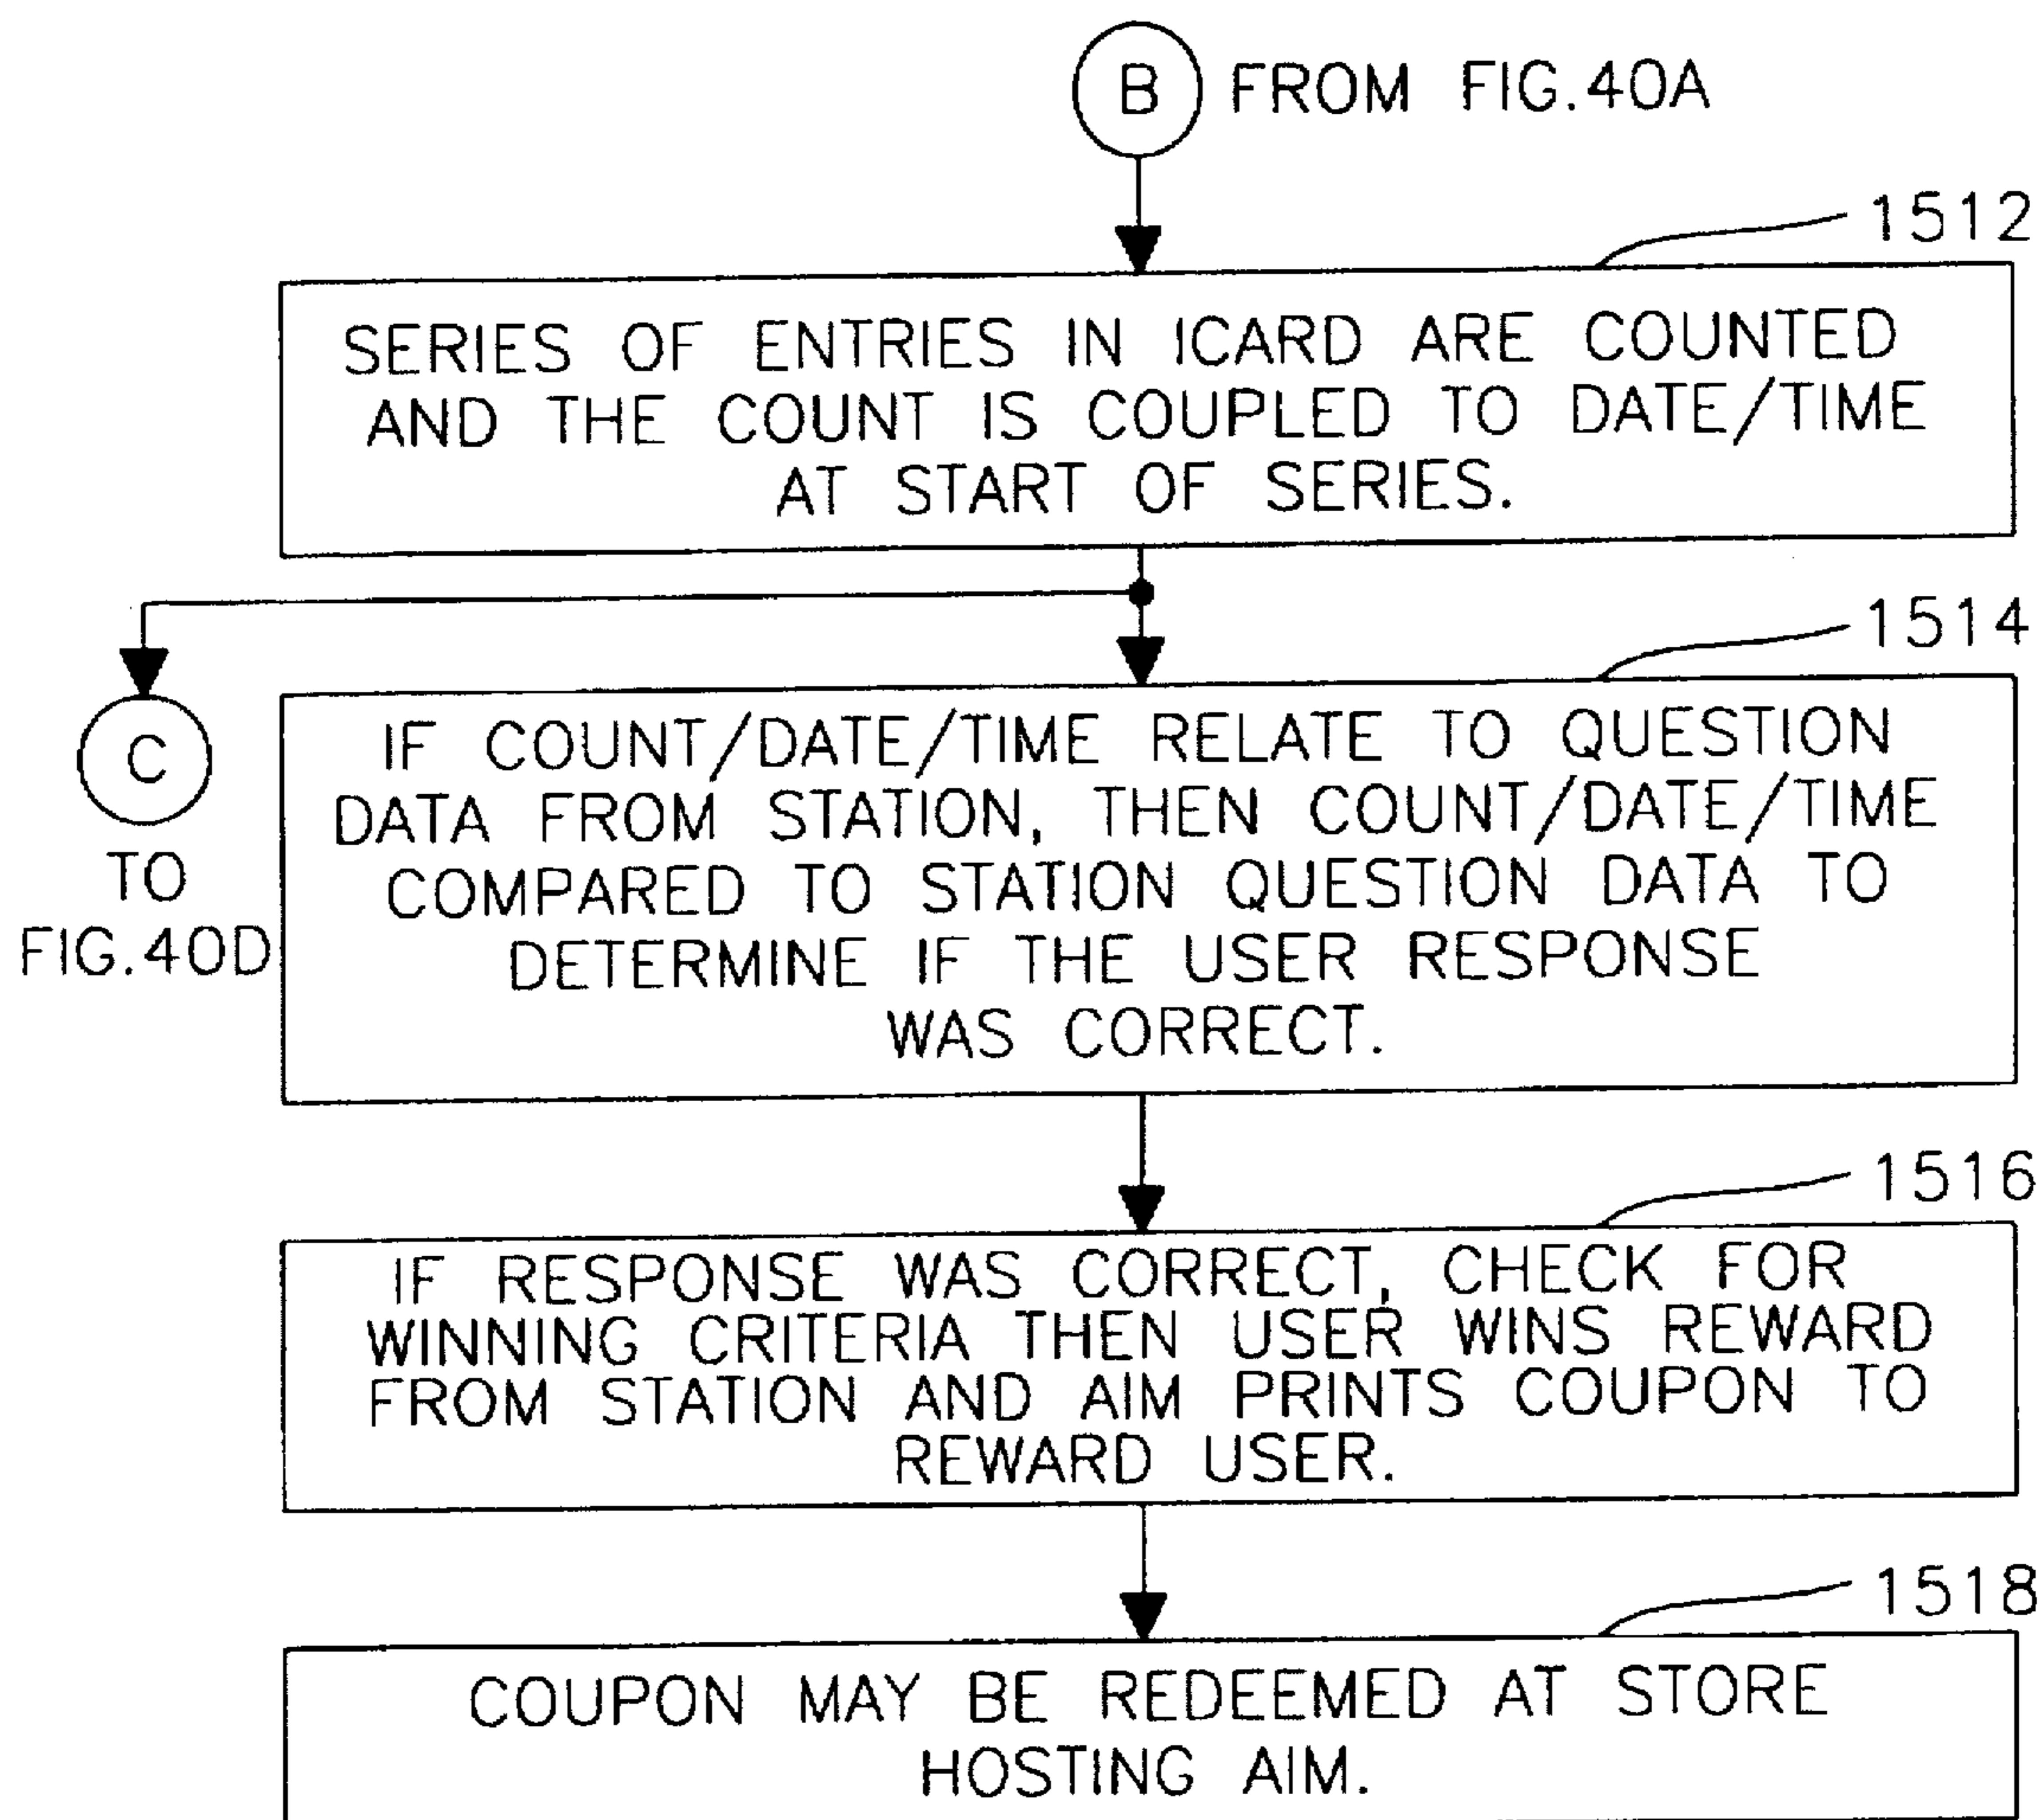 B FROM FIG.40A
1512
SERIES OF ENTRIES IN ICARD ARE COUNTED
AND THE COUNT IS COUPLED TO DATE/TIME
AT START OF SERIES.
1514
C
TO
FIG.40D
IF COUNT/DATE/TIME RELATE TO QUESTION
DATA FROM STATION, THEN COUNT/DATE/TIME
COMPARED TO STATION QUESTION DATA TO
DETERMINE IF THE USER RESPONSE
WAS CORRECT.
1516
IF RESPONSE WAS CORRECT, CHECK FOR
WINNING CRITERIA THEN USER WINS REWARD
FROM STATION AND AIM PRINTS COUPON TO
REWARD USER.
1518
COUPON MAY BE REDEEMED AT STORE
HOSTING AIM.